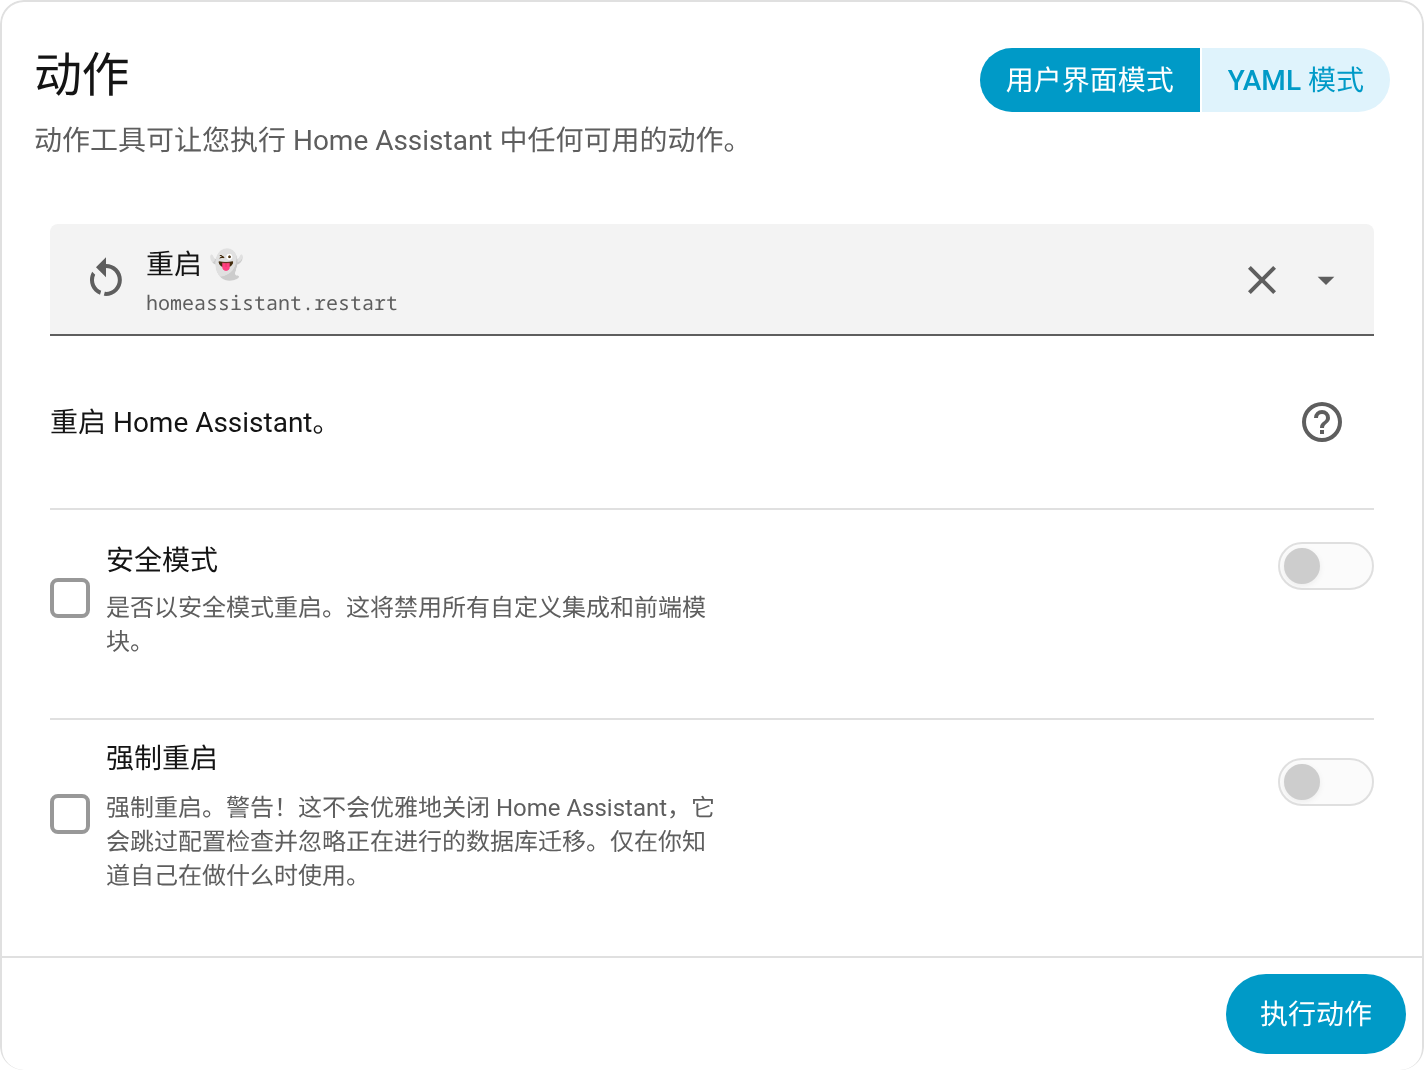 动作
用户界面模式
YAML 模式
动作工具可让您执行 Home Assistant 中任何可用的动作。
重启 👻
homeassistant.restart
重启 Home Assistant。
安全模式
是否以安全模式重启。这将禁用所有自定义集成和前端模
块。
强制重启
强制重启。警告！这不会优雅地关闭 Home Assistant，它
会跳过配置检查并忽略正在进行的数据库迁移。仅在你知
道自己在做什么时使用。
执行动作